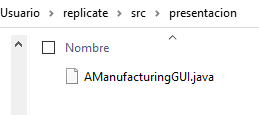 Usuario › replicate › src › presentacion
Nombre
AManufacturingGUI.java